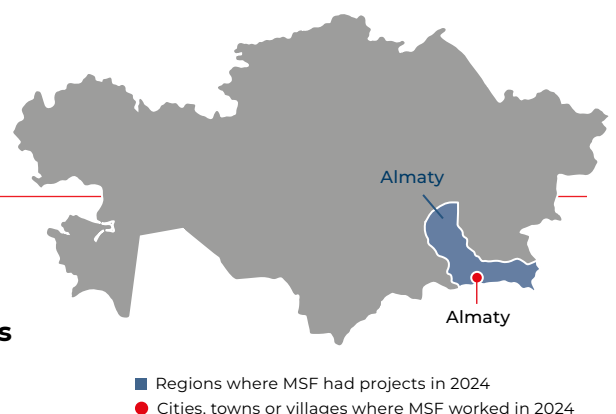 Almaty
Almaty
s
Regions where MSF had projects in 2024
Cities, towns or villages where MSF worked in 2024